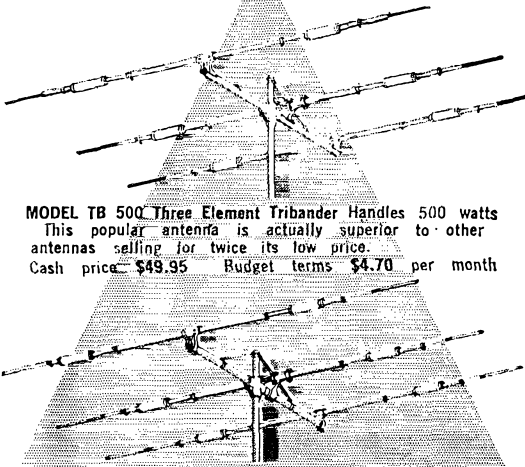 MODEL TB 500 Three Element Tribander Handles 500 watts
This popular antenna is actually superior to other
antennas selling for twice its low price.
Cash price $49.95 Budget terms $4.70 per month